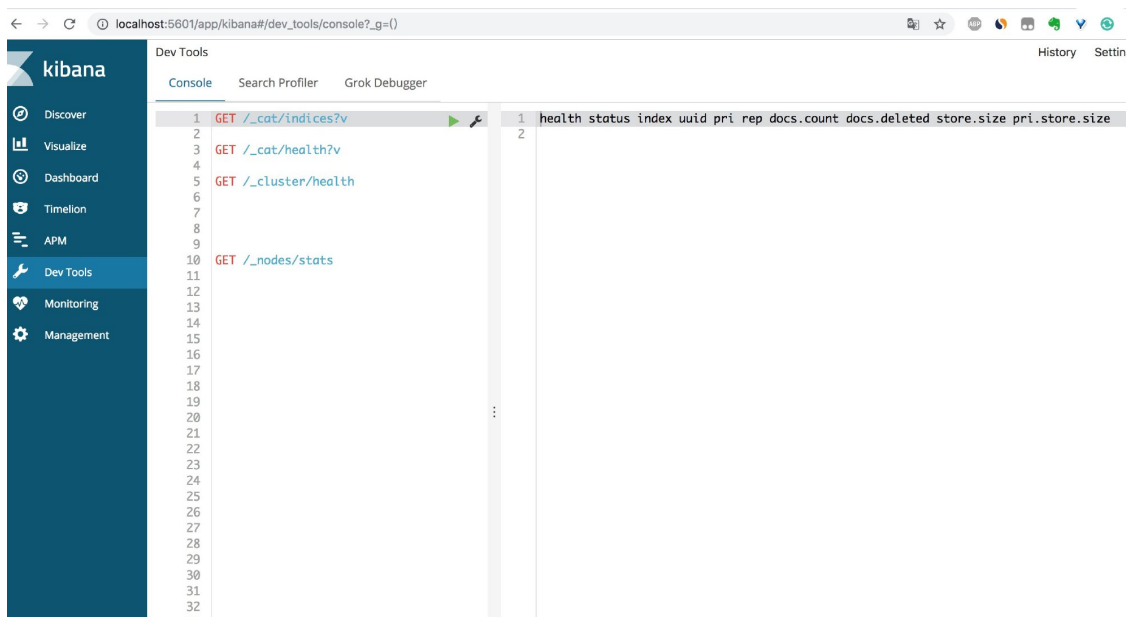 localhost:5601/app/kibana#/dev_tools/console?_g=()
ABP
kibana
Discover
Visualize
Dashboard
Timelion
APM
Dev Tools
Monitoring
Management
Dev Tools
History Settin
Console Search Profiler Grok Debugger
1 GET /_cat/indices?v
2
3 GET /_cat/health?v
4
5 GET /_cluster/health
6
7
8
9
10 GET /_nodes/stats
11
12
13
14
15
16
17
18
19
20
21
22
23
24
25
26
27
28
29
30
31
32
1 health status index uuid pri rep docs.count docs.deleted store.size pri.store.size
2